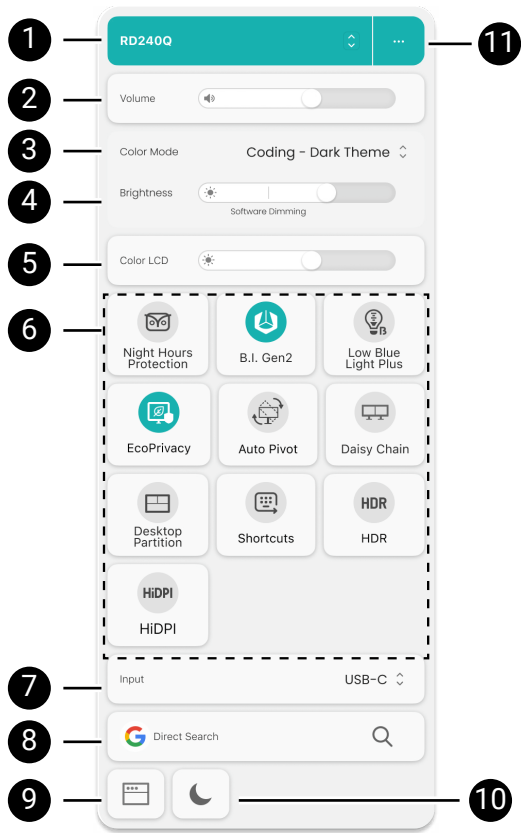 1
RD240Q
...
11
2
Volume
3
Color Mode
Coding - Dark Theme
4
Brightness
Software Dimming
5
Color LCD
6
Night Hours
Protection
B.I. Gen2
Low Blue
Light Plus
EcoPrivacy
Auto Pivot
Daisy Chain
Desktop
Partition
Shortcuts
HDR
HDR
HiDPI
HiDPI
7
Input
USB-C
8
G Direct Search
9
10